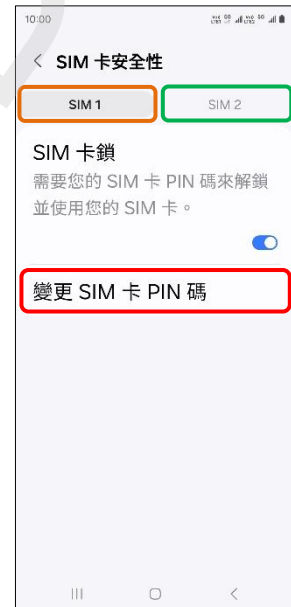 10:00
SIM 卡安全性
SIM 1
SIM 2
SIM 卡鎖
需要您的 SIM 卡 PIN 碼來解鎖
並使用您的 SIM 卡。
變更 SIM 卡 PIN 碼